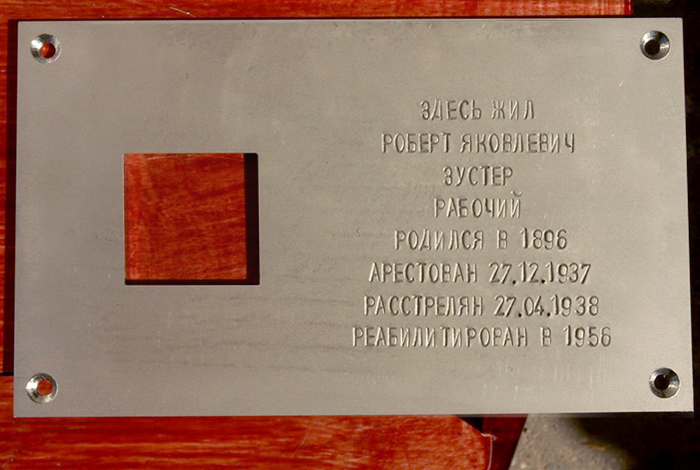 ЗДЕСЬ ЖИЛ
РОБЕРТ ЯКОВЛЕВИЧ
ЗУСТЕР
РАБОЧИЙ
РОДИЛСЯ В 1896
АРЕСТОВАН 27.12.1937
РАССТРЕЛЯН 27.04.1938
РЕАБИЛИТИРОВАН В 1956